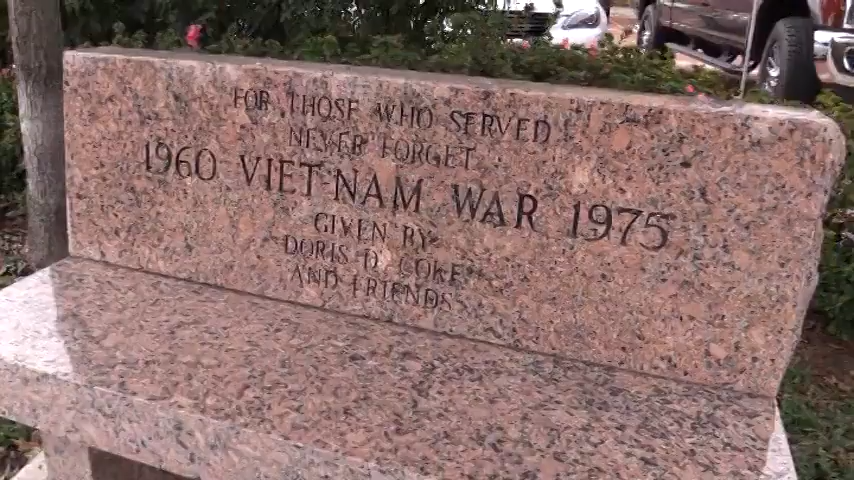 FOR THOSE WHO SERVED
NEVER FORGET
1960 VIET NAM WAR 1975
GIVEN BY
DORIS D. COKE
AND FRIENDS